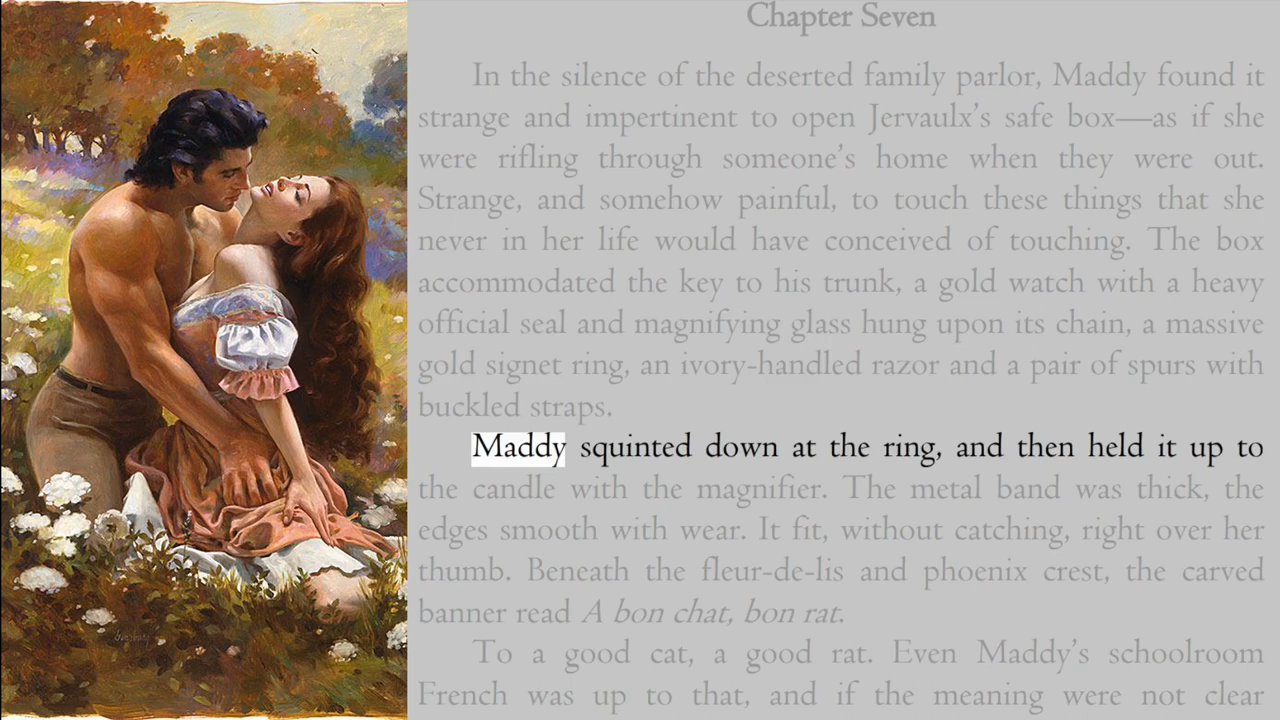 Chapter Seven
In the silence of the deserted family parlor, Maddy found it
strange and impertinent to open Jervaulx’s safe box—as if she
were rifling through someone’s home when they were out.
Strange, and somehow painful, to touch these things that she
never in her life would have conceived of touching. The box
accommodated the key to his trunk, a gold watch with a heavy
official seal and magnifying glass hung upon its chain, a massive
gold signet ring, an ivory-handled razor and a pair of spurs with
buckled straps.
Maddy squinted down at the ring, and then held it up to
the candle with the magnifier. The metal band was thick, the
edges smooth with wear. It fit, without catching, right over her
thumb. Beneath the fleur-de-lis and phoenix crest, the carved
banner read A bon chat, bon rat.
To a good cat, a good rat. Even Maddy’s schoolroom
French was up to that, and if the meaning were not clear